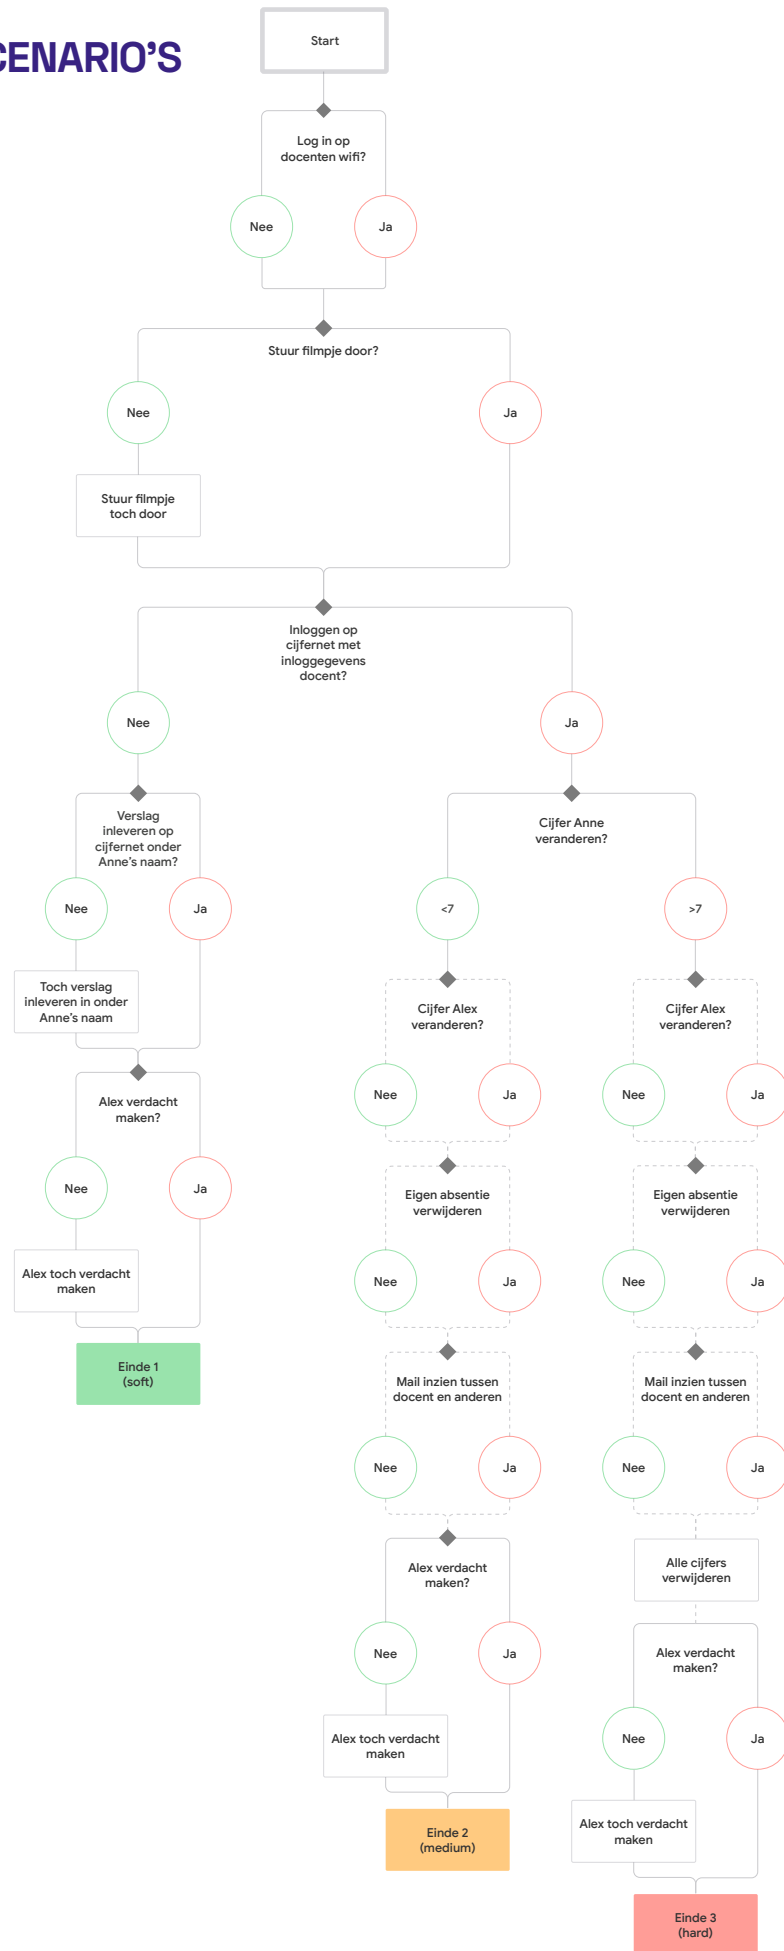 CENARIO'S
Start
Log in op
docenten wifi?
Nee
Ja
Stuur filmpje door?
Nee
Ja
Stuur filmpje
toch door
Inloggen op
cijfernet met
inloggegevens
docent?
Nee
Ja
Verslag
inleveren op
cijfernet onder
Anne's naam?
Cijfer Anne
veranderen?
Nee
Ja
<7
>7
Toch verslag
inleveren in onder
Anne's naam
Cijfer Alex
veranderen?
Cijfer Alex
veranderen?
Nee
Ja
Nee
Ja
Alex verdacht
maken?
Nee
Ja
Eigen absentie
verwijderen
Eigen absentie
verwijderen
Alex toch verdacht
maken
Nee
Ja
Nee
Ja
Einde 1
(soft)
Mail inzien tussen
docent en anderen
Mail inzien tussen
docent en anderen
Nee
Ja
Nee
Ja
Alex verdacht
maken?
Alle cijfers
verwijderen
Nee
Ja
Alex verdacht
maken?
Alex toch verdacht
maken
Nee
Ja
Einde 2
(medium)
Alex toch verdacht
maken
Einde 3
(hard)